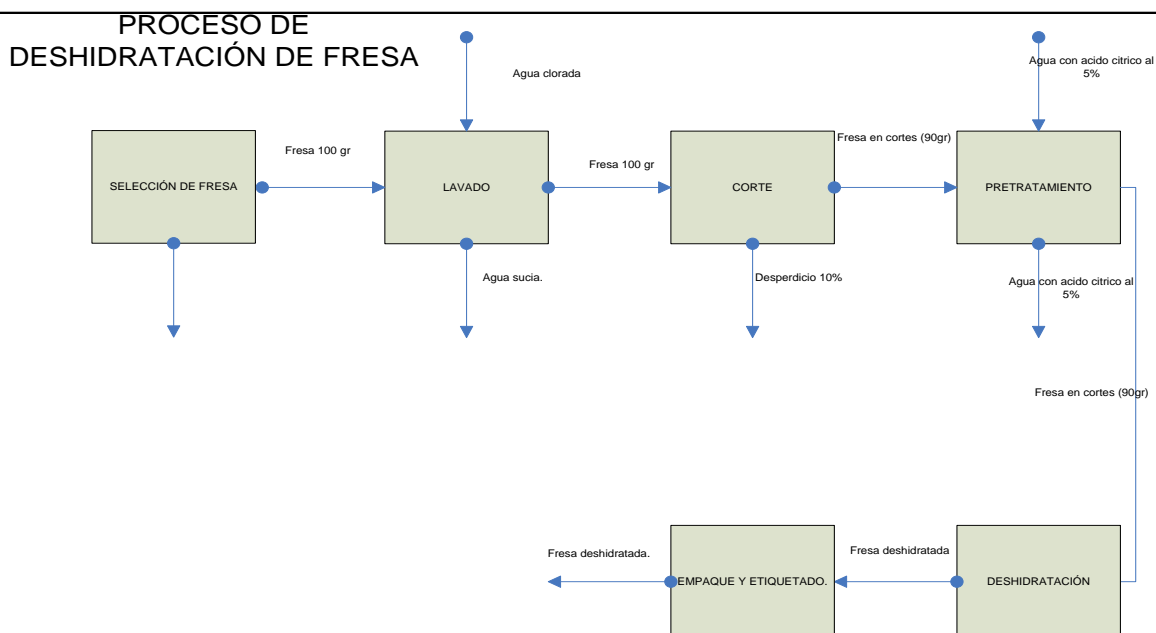 PROCESO DE
DESHIDRATACIÓN DE FRESA
Agua clorada
Agua con acido citrico al
5%
SELECCIÓN DE FRESA
Fresa 100 gr
LAVADO
Fresa 100 gr
CORTE
Fresa en cortes (90gr)
PRETRATAMIENTO
Agua sucia.
Desperdicio 10%
Agua con acido citrico al
5%
Fresa en cortes (90gr)
Fresa deshidratada.
EMPAQUE Y ETIQUETADO.
Fresa deshidratada
DESHIDRATACIÓN